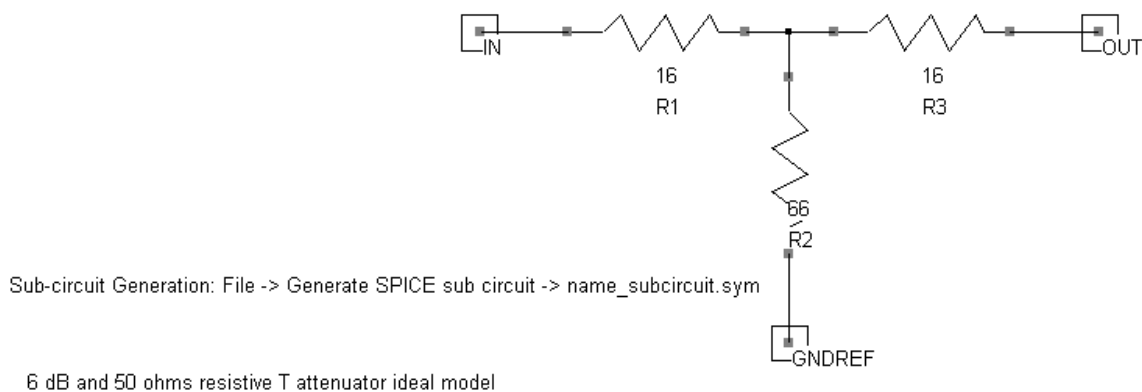 IN
OUT
16
R1
16
R3
66
R2
Sub-circuit Generation: File -> Generate SPICE sub circuit -> name_subcircuit.sym
GNDREF
6 dB and 50 ohms resistive T attenuator ideal model